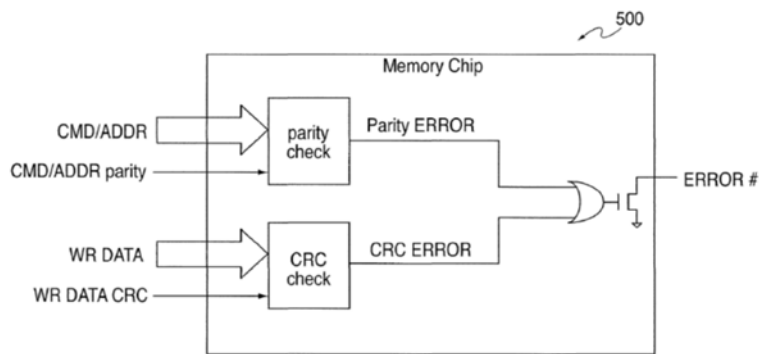 500
Memory Chip
CMD/ADDR
parity
check
Parity ERROR
CMD/ADDR parity
ERROR #
WR DATA
CRC
check
CRC ERROR
WR DATA CRC